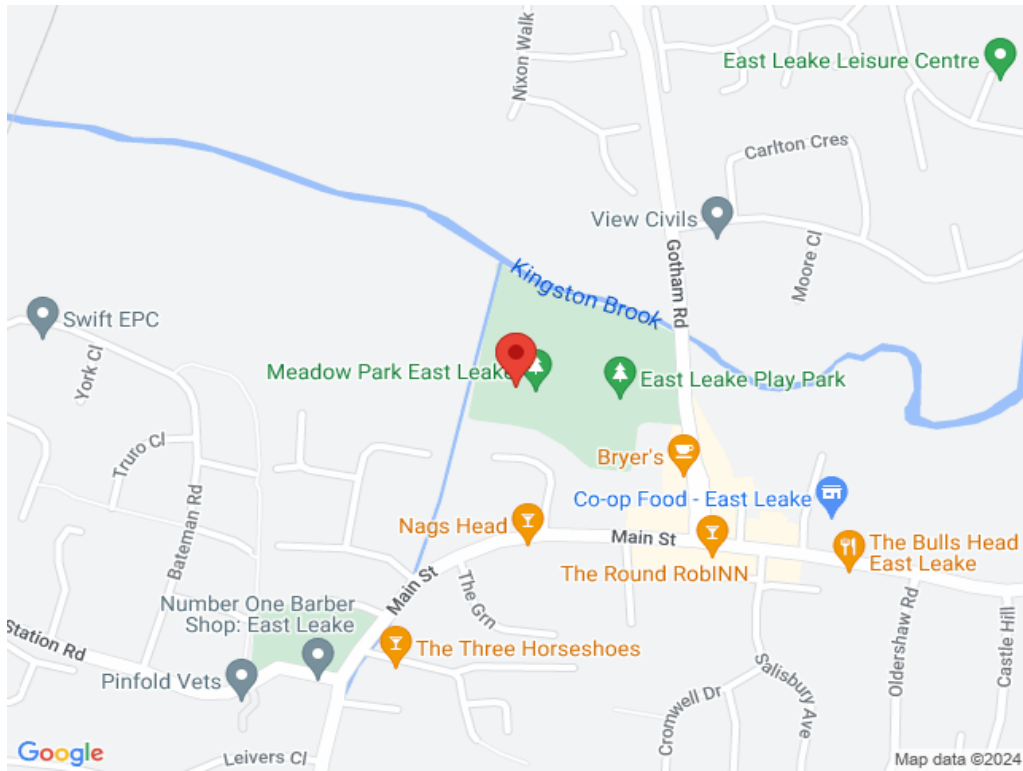 Nixon Walk
East Leake Leisure Centre
Carlton Cres
View Civils
Gotham Rd
Moore Cl
Kingston Brook
Swift EPC
York Cl
Meadow Park East Leake
East Leake Play Park
Truro Cl
Bryer's
Bateman Rd
Co-op Food - East Leake
Nags Head
Main St
The Bulls Head
East Leake
The Round RobINN
Main St
The Grn
Number One Barber
Shop: East Leake
Oldershaw Rd
Castle Hill
Station Rd
The Three Horseshoes
Pinfold Vets
Salisbury Ave
Cromwell Dr
Google
Leivers Cl
Map data ©2024